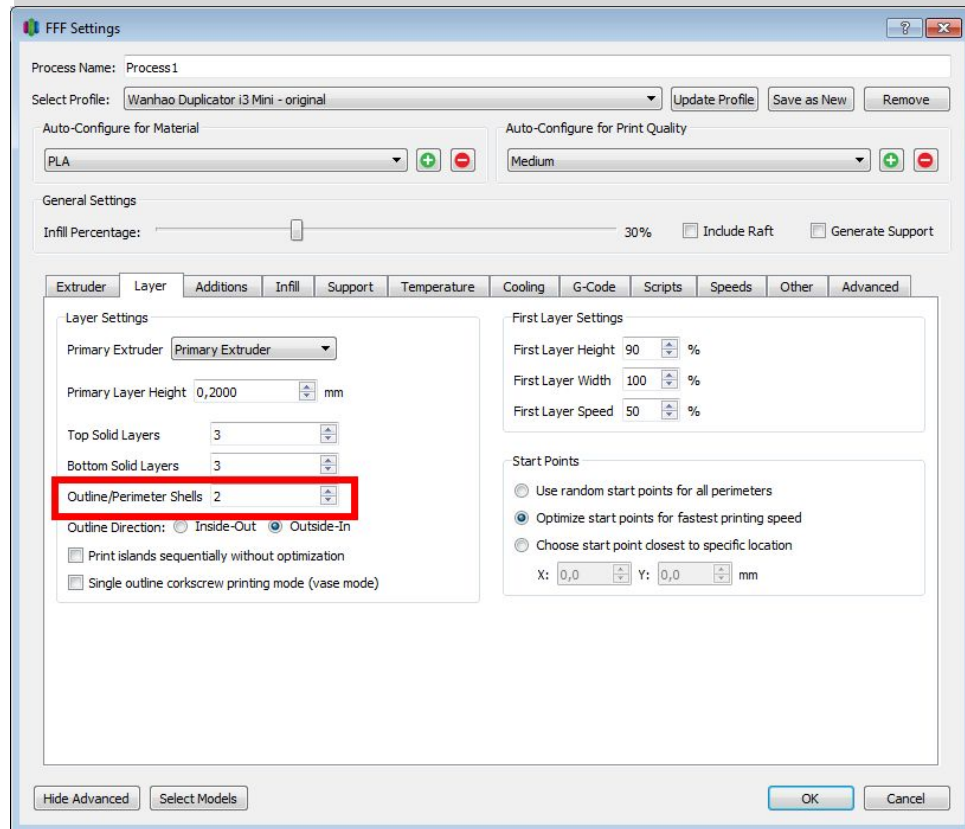 FFF Settings
Process Name: Process1
Select Profile: Wanhao Duplicator i3 Mini - original Update Profile Save as New Remove
Auto-Configure for Material
PLA
Auto-Configure for Print Quality
Medium
General Settings
Infill Percentage: 30% Include Raft Generate Support
Extruder Layer Additions Infill Support Temperature Cooling G-Code Scripts Speeds Other Advanced
Layer Settings
Primary Extruder Primary Extruder
Primary Layer Height 0,2000 mm
Top Solid Layers 3
Bottom Solid Layers 3
Outline/Perimeter Shells 2
Outline Direction: Inside-Out Outside-In
Print islands sequentially without optimization
Single outline corkscrew printing mode (vase mode)
First Layer Settings
First Layer Height 90 %
First Layer Width 100 %
First Layer Speed 50 %
Start Points
Use random start points for all perimeters
Optimize start points for fastest printing speed
Choose start point closest to specific location
X: 0,0 Y: 0,0 mm
Hide Advanced Select Models OK Cancel